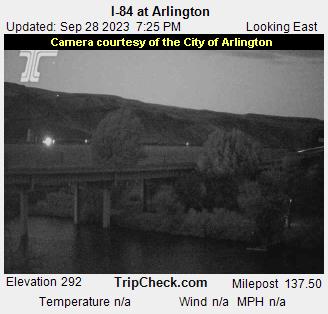 I-84 at Arlington
Updated: Sep 28 2023 7:25 PM Looking East
Camera courtesy of the City of Arlington
Elevation 292 TripCheck.com Milepost 137.50
Temperature n/a Wind n/a MPH n/a